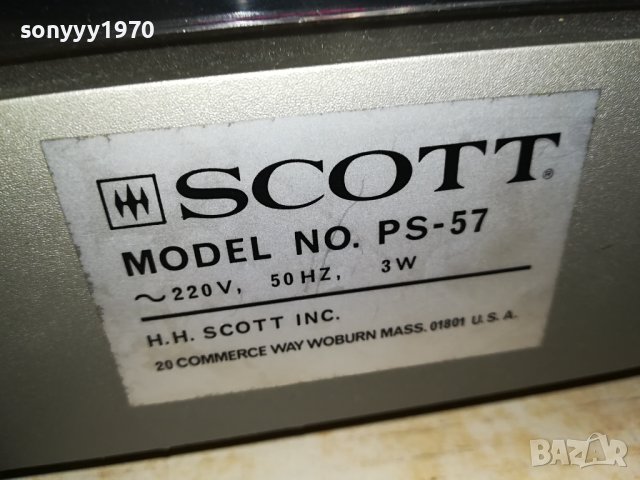 sonyyy1970
SCOTT®
MODEL NO. PS-57
~220V, 50HZ, 3W
H.H. SCOTT INC.
20 COMMERCE WAY WOBURN MASS. 01801 U.S.A.
BAZAR